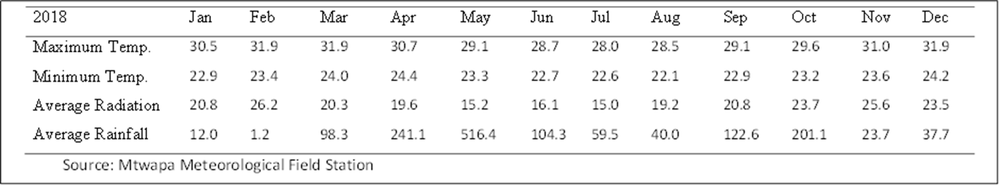 2018 Jan Feb Mar Apr May Jun Jul Aug Sep Oct Nov Dec
Maximum Temp. 30.5 31.9 31.9 30.7 29.1 28.7 28.0 28.5 29.1 29.6 31.0 31.9
Minimum Temp. 22.9 23.4 24.0 24.4 23.3 22.7 22.6 22.1 22.9 23.2 23.6 24.2
Average Radiation 20.8 26.2 20.3 19.6 15.2 16.1 15.0 19.2 20.8 23.7 25.6 23.5
Average Rainfall 12.0 1.2 98.3 241.1 516.4 104.3 59.5 40.0 122.6 201.1 23.7 37.7
Source: Mtwapa Meteorological Field Station